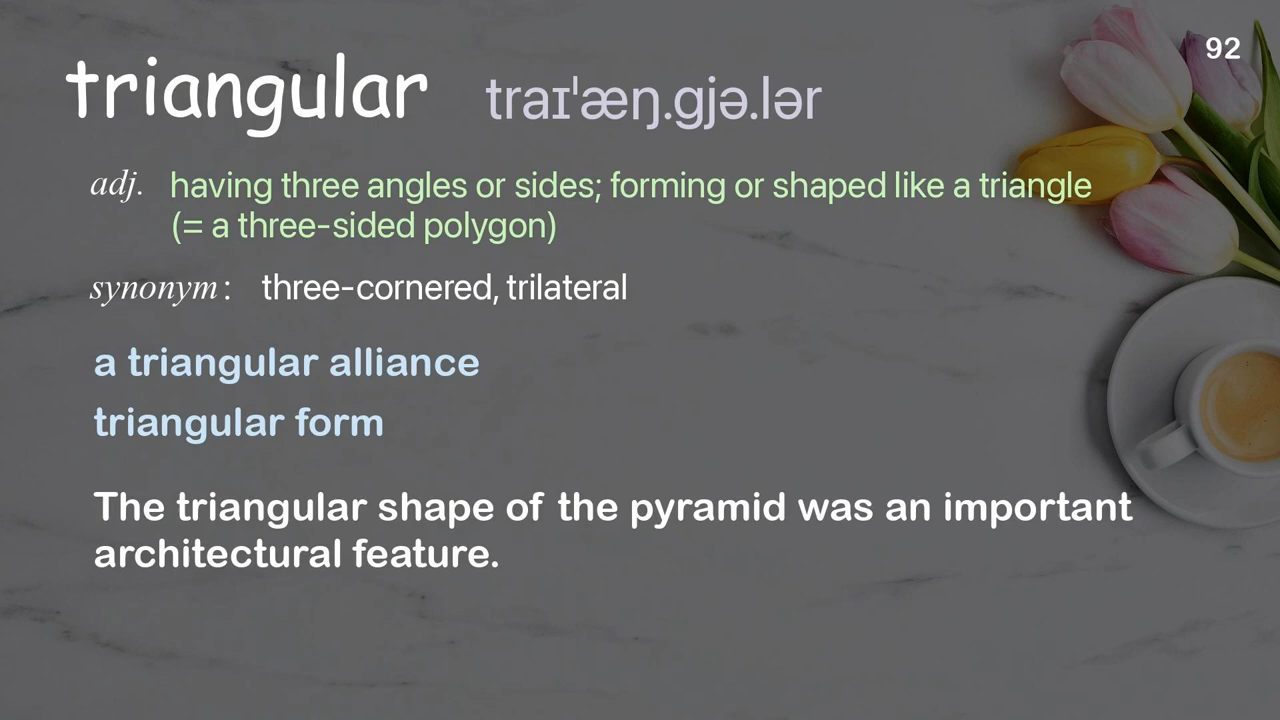 92
triangular traɪˈæŋ.gjə.lər
adj. having three angles or sides; forming or shaped like a triangle
(= a three-sided polygon)
synonym: three-cornered, trilateral
a triangular alliance
triangular form
The triangular shape of the pyramid was an important
architectural feature.